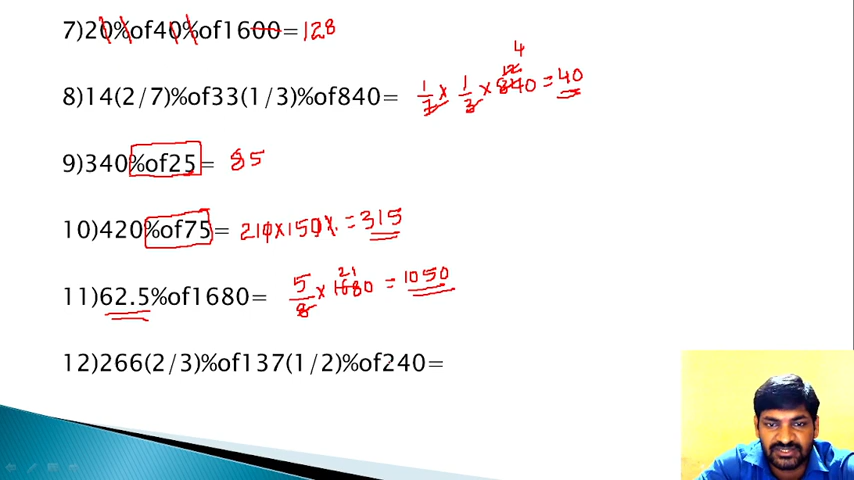 7)20%of40%of1600=128
8)14(2/7)%of33(1/3)%of840= 1/7 × 1/3 × 840 12 4 = 40
9)340%of25= 85
10)420%of75= 210×150% = 315
11)62.5%of1680= 5/8 × 1680 21 = 1050
12)266(2/3)%of137(1/2)%of240=